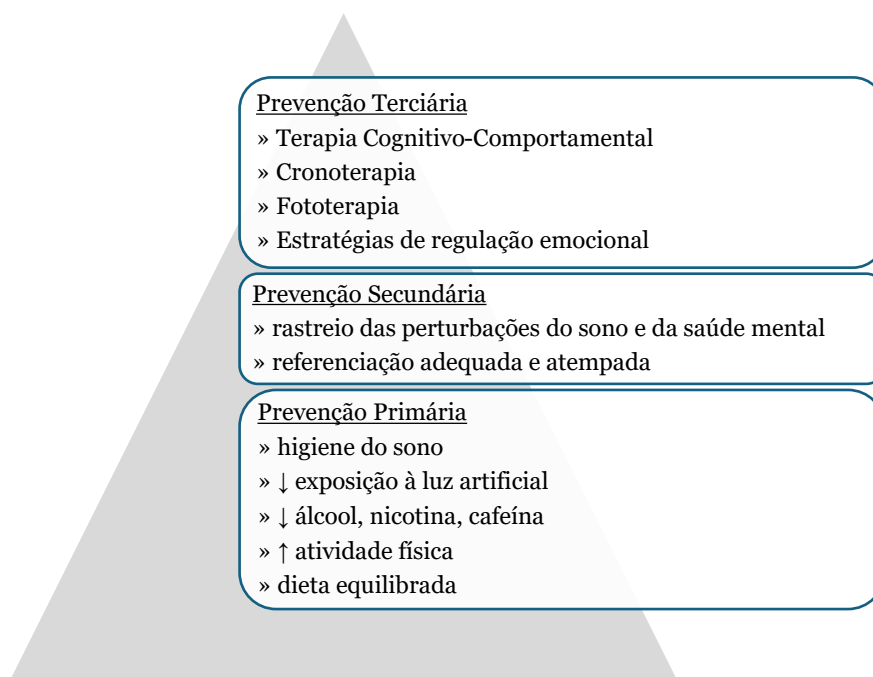 Prevenção Terciária
» Terapia Cognitivo-Comportamental
» Cronoterapia
» Fototerapia
» Estratégias de regulação emocional
Prevenção Secundária
» rastreio das perturbações do sono e da saúde mental
» referenciação adequada e atempada
Prevenção Primária
» higiene do sono
» ↓ exposição à luz artificial
» ↓ álcool, nicotina, cafeína
» ↑ atividade física
» dieta equilibrada